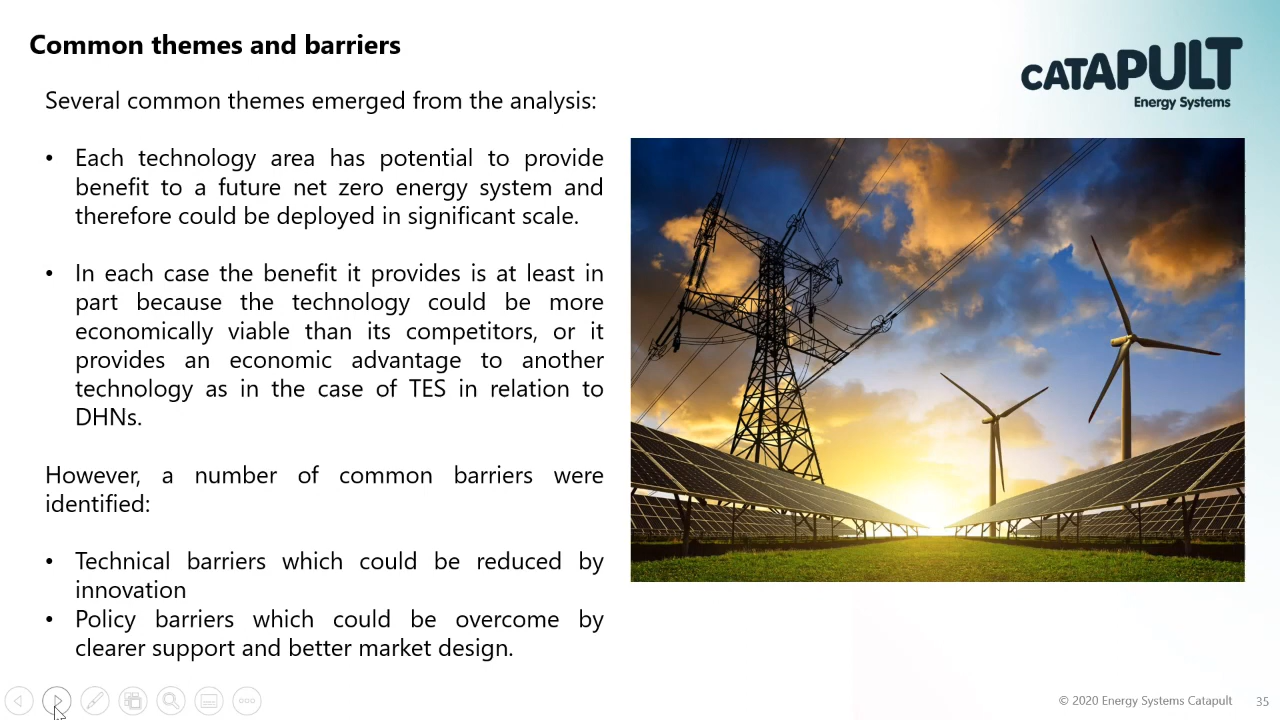 Common themes and barriers
CATAPULT
Energy Systems
Several common themes emerged from the analysis:
• Each technology area has potential to provide
benefit to a future net zero energy system and
therefore could be deployed in significant scale.
• In each case the benefit it provides is at least in
part because the technology could be more
economically viable than its competitors, or it
provides an economic advantage to another
technology as in the case of TES in relation to
DHNs.
However, a number of common barriers were
identified:
• Technical barriers which could be reduced by
innovation
• Policy barriers which could be overcome by
clearer support and better market design.
© 2020 Energy Systems Catapult
35